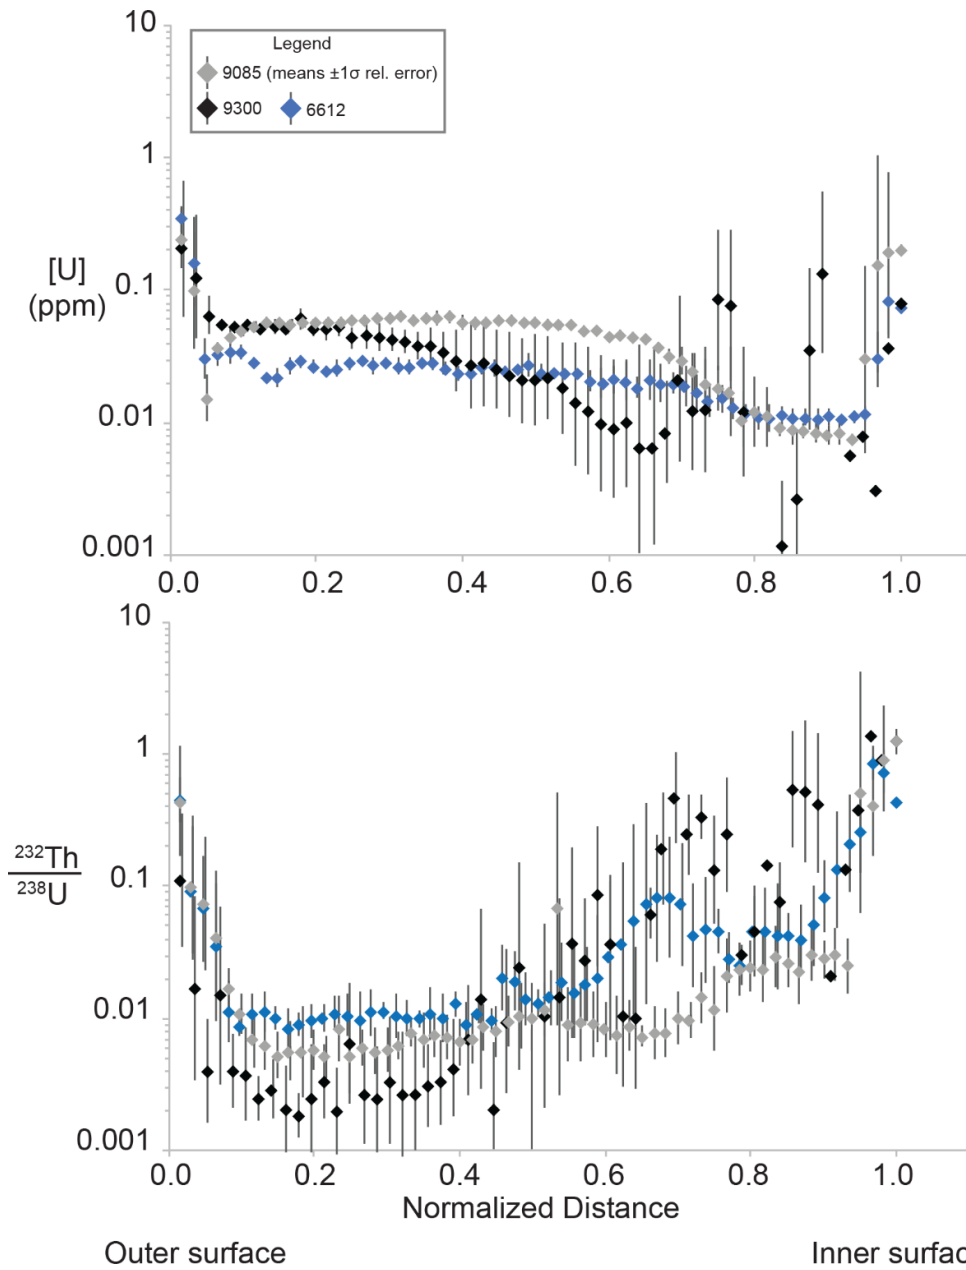 10
Legend
9085 (means ±1σ rel. error)
9300 6612
1
[U]
(ppm)
0.1
0.01
0.001
0.0 0.2 0.4 0.6 0.8 1.0
10
1
232Th
238U
0.1
0.01
0.001
0.0 0.2 0.4 0.6 0.8 1.0
Normalized Distance
Outer surface Inner surfac